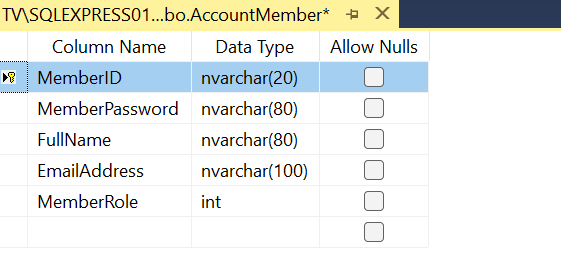 TV\SQLEXPRESS01...bo.AccountMember*
Column Name Data Type Allow Nulls
MemberID nvarchar(20)
MemberPassword nvarchar(80)
FullName nvarchar(80)
EmailAddress nvarchar(100)
MemberRole int